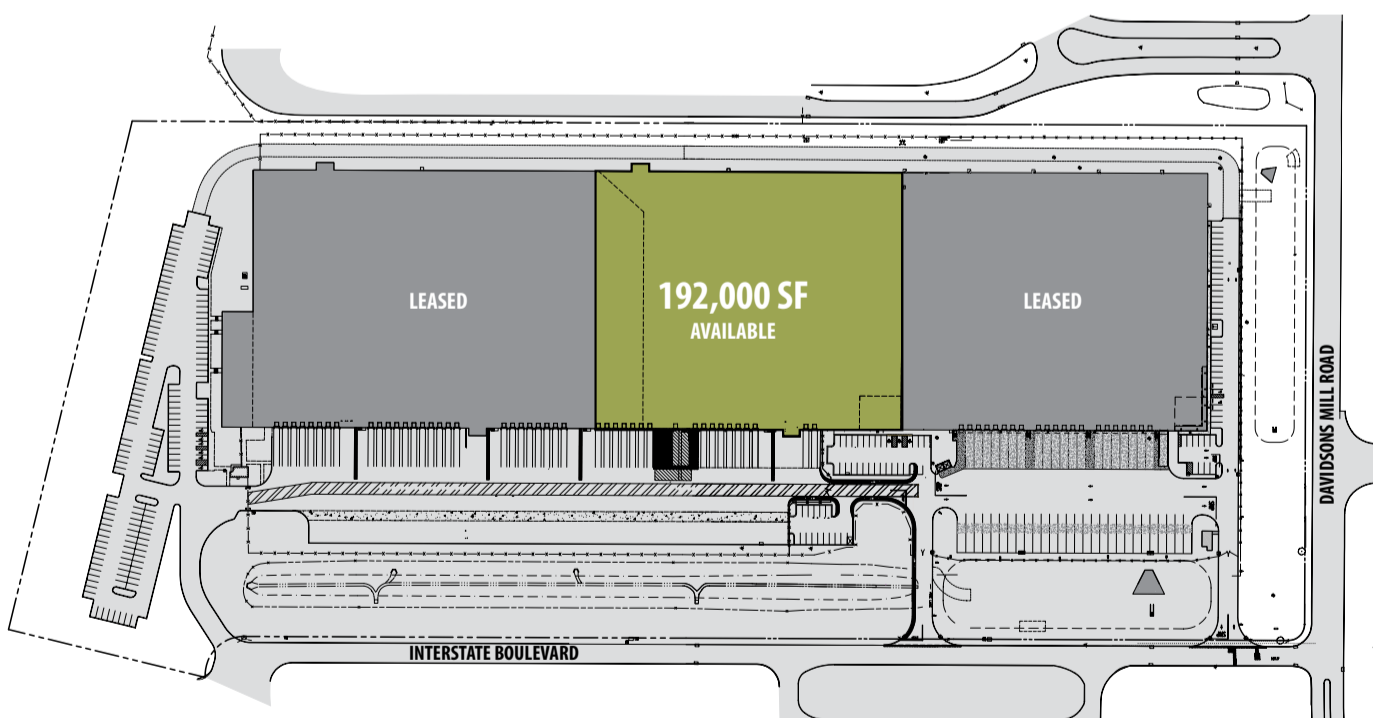 LEASED
192,000 SF
AVAILABLE
LEASED
DAVIDSONS MILL ROAD
INTERSTATE BOULEVARD